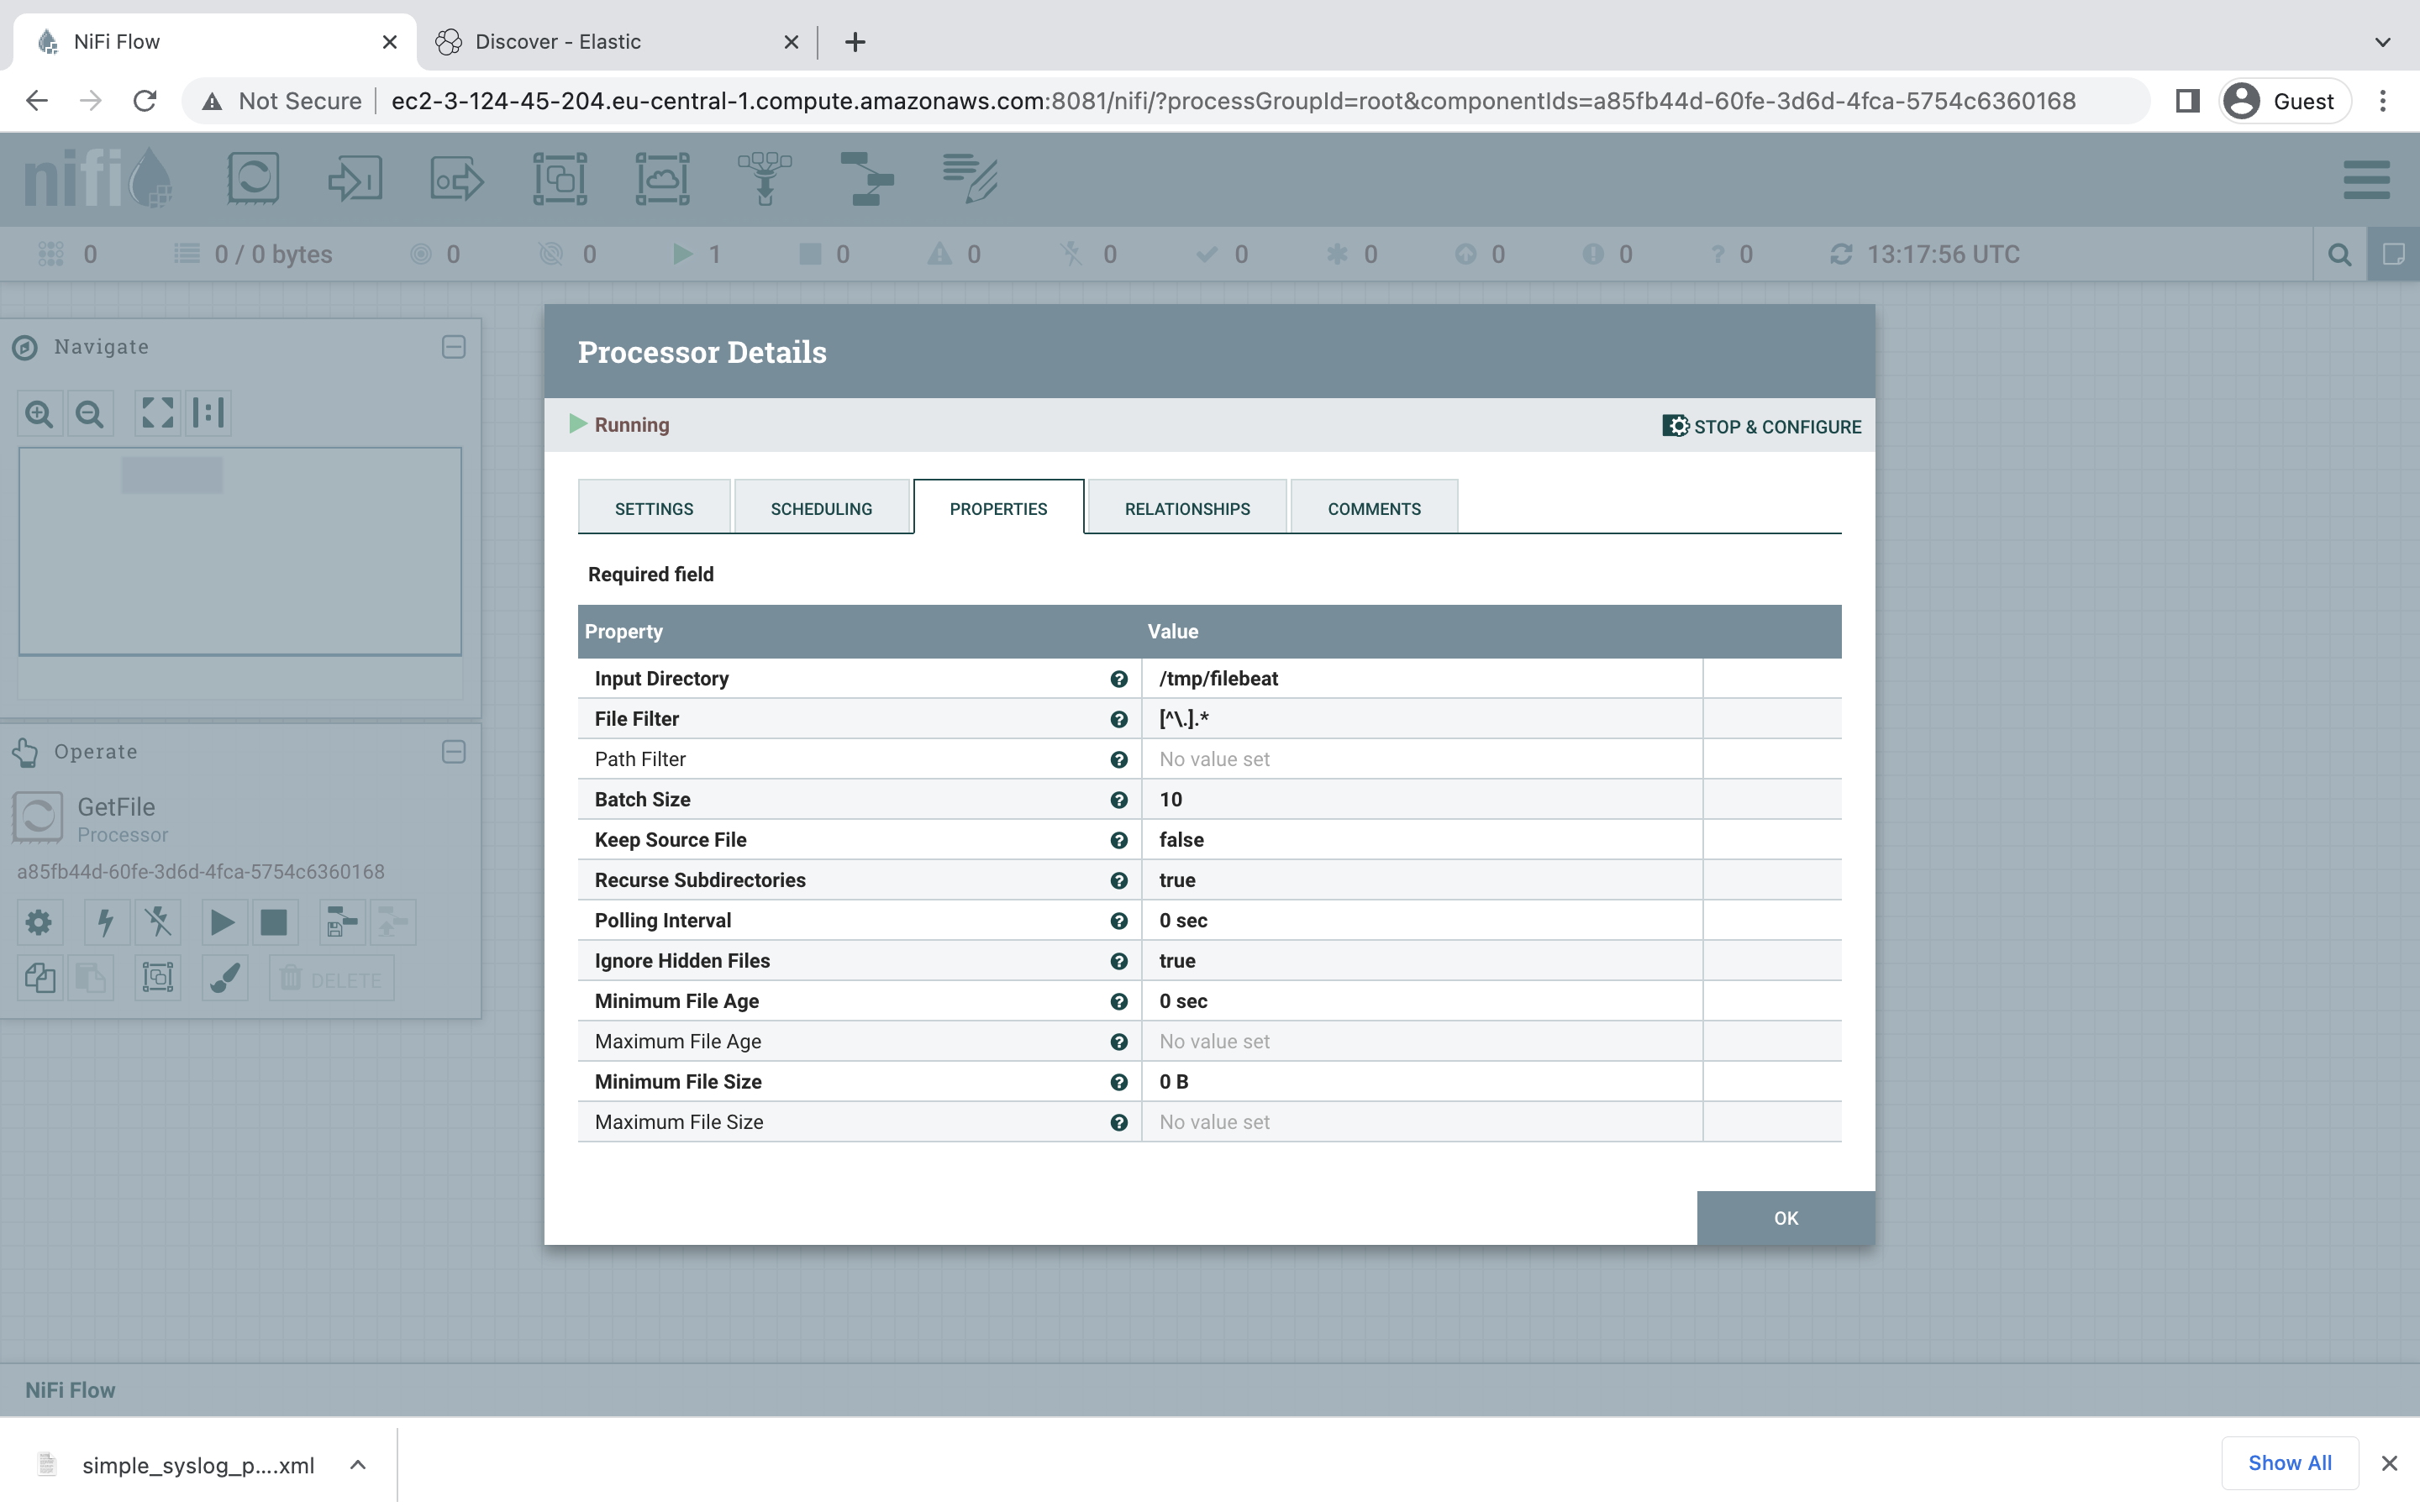 NiFi Flow
Discover - Elastic
Not Secure
ec2-3-124-45-204.eu-central-1.compute.amazonaws.com:8081/nifi/?processGroupId=root&componentIds=a85fb44d-60fe-3d6d-4fca-5754c6360168
Guest
nifi
0
0 / 0 bytes
0
0
1
0
0
0
0
0
0
0
? 0
13:17:56 UTC
Navigate
Operate
GetFile
Processor
a85fb44d-60fe-3d6d-4fca-5754c6360168
DELETE
Processor Details
Running
STOP & CONFIGURE
SETTINGS
SCHEDULING
PROPERTIES
RELATIONSHIPS
COMMENTS
Required field
Property Value
Input Directory ? /tmp/filebeat
File Filter ? [^\.].*
Path Filter ? No value set
Batch Size ? 10
Keep Source File ? false
Recurse Subdirectories ? true
Polling Interval ? 0 sec
Ignore Hidden Files ? true
Minimum File Age ? 0 sec
Maximum File Age ? No value set
Minimum File Size ? 0 B
Maximum File Size ? No value set
OK
NiFi Flow
simple_syslog_p....xml
Show All